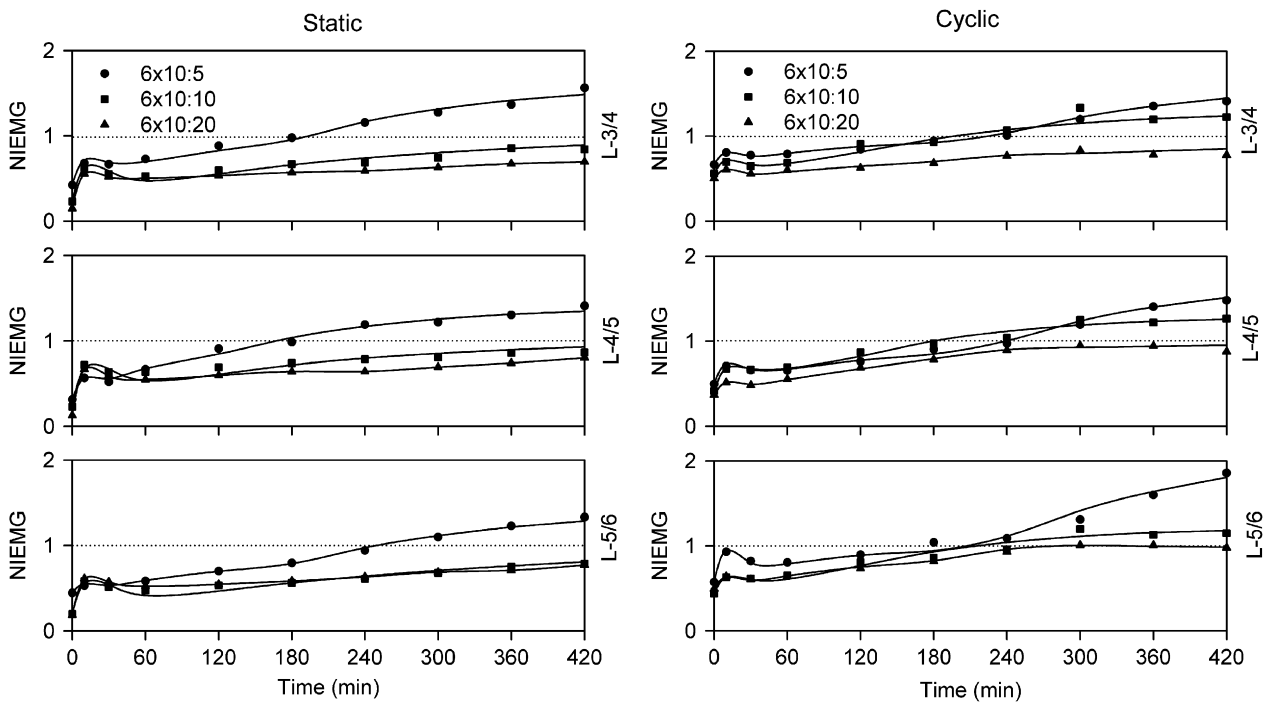 Static
Cyclic
2
1
0
NIEMG
6x10:5
6x10:10
6x10:20
L-3/4
2
1
0
NIEMG
6x10:5
6x10:10
6x10:20
L-3/4
2
1
0
NIEMG
L-4/5
2
1
0
NIEMG
L-4/5
2
1
0
NIEMG
L-5/6
0 60 120 180 240 300 360 420
Time (min)
2
1
0
NIEMG
L-5/6
0 60 120 180 240 300 360 420
Time (min)